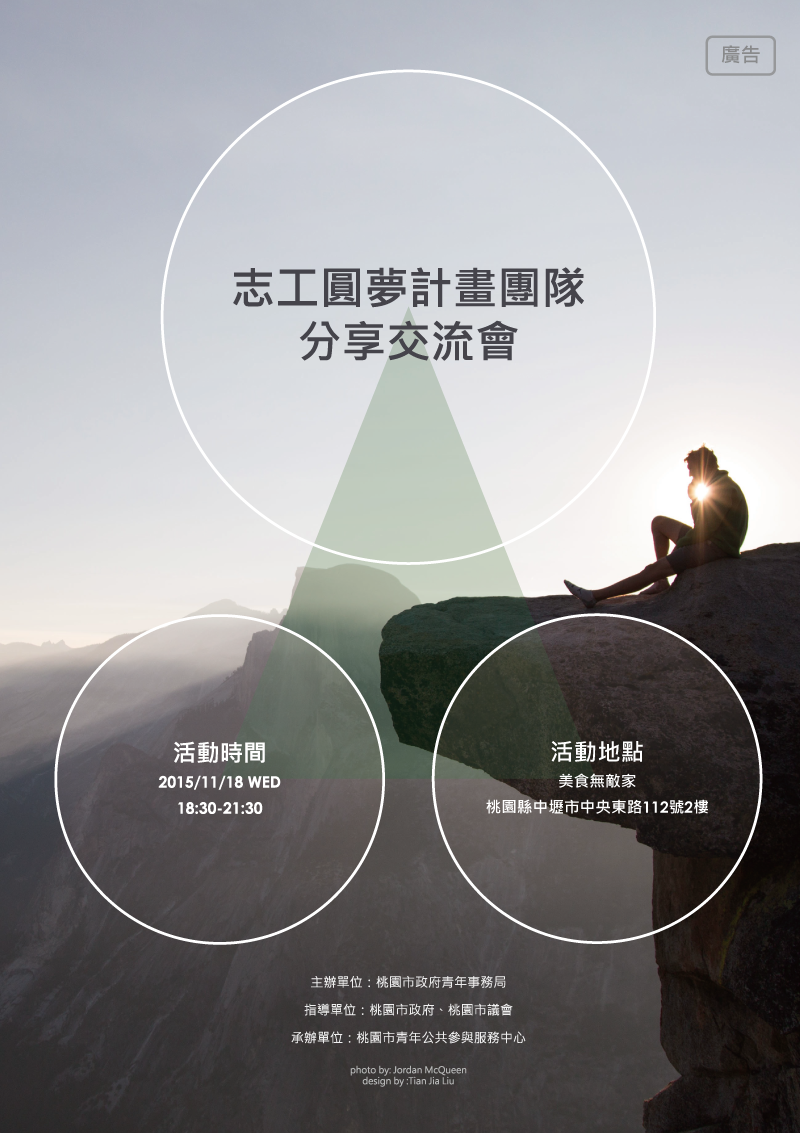 廣告
志工圓夢計畫團隊
分享交流會
活動時間
2015/11/18 WED
18:30-21:30
活動地點
美食無敵家
桃園縣中壢市中央東路112號2樓
主辦單位：桃園市政府青年事務局
指導單位：桃園市政府、桃園市議會
承辦單位：桃園市青年公共參與服務中心
photo by: Jordan McQueen
design by :Tian Jia Liu